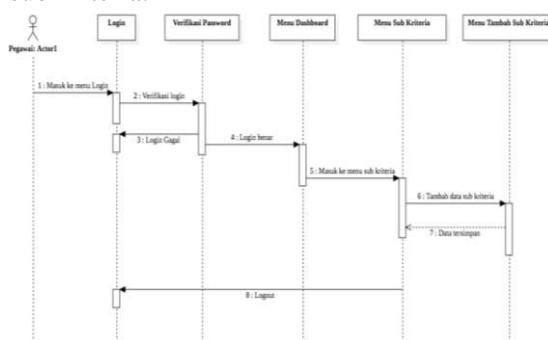 Login
Verifikasi Password
Menu Dashboard
Menu Sub Kriteria
Menu Tambah Sub Kriteria
Pegawai: Actor1
1 : Masuk ke menu Login
2 : Verifikasi login
3 : Login Gagal
4 : Login benar
5 : Masuk ke menu sub kriteria
6 : Tambah data sub kriteria
7 : Data tersimpan
8 : Logout